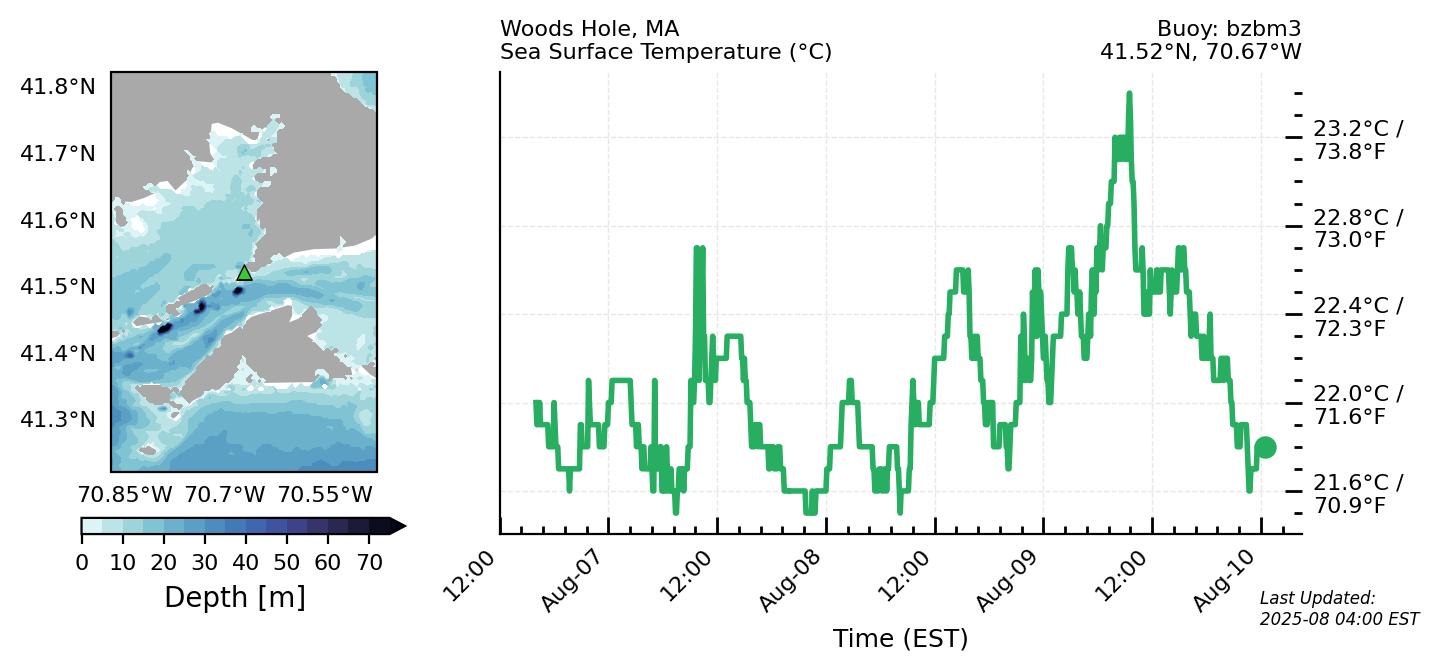 Woods Hole, MA
Sea Surface Temperature (°C)
Buoy: bzbm3
41.52°N, 70.67°W
41.8°N
41.7°N
41.6°N
41.5°N
41.4°N
41.3°N
70.85°W 70.7°W 70.55°W
0 10 20 30 40 50 60 70
Depth [m]
23.2°C /
73.8°F
22.8°C /
73.0°F
22.4°C /
72.3°F
22.0°C /
71.6°F
21.6°C /
70.9°F
12:00 Aug-07 12:00 Aug-08 12:00 Aug-09 12:00 Aug-10
Time (EST)
Last Updated:
2025-08 04:00 EST